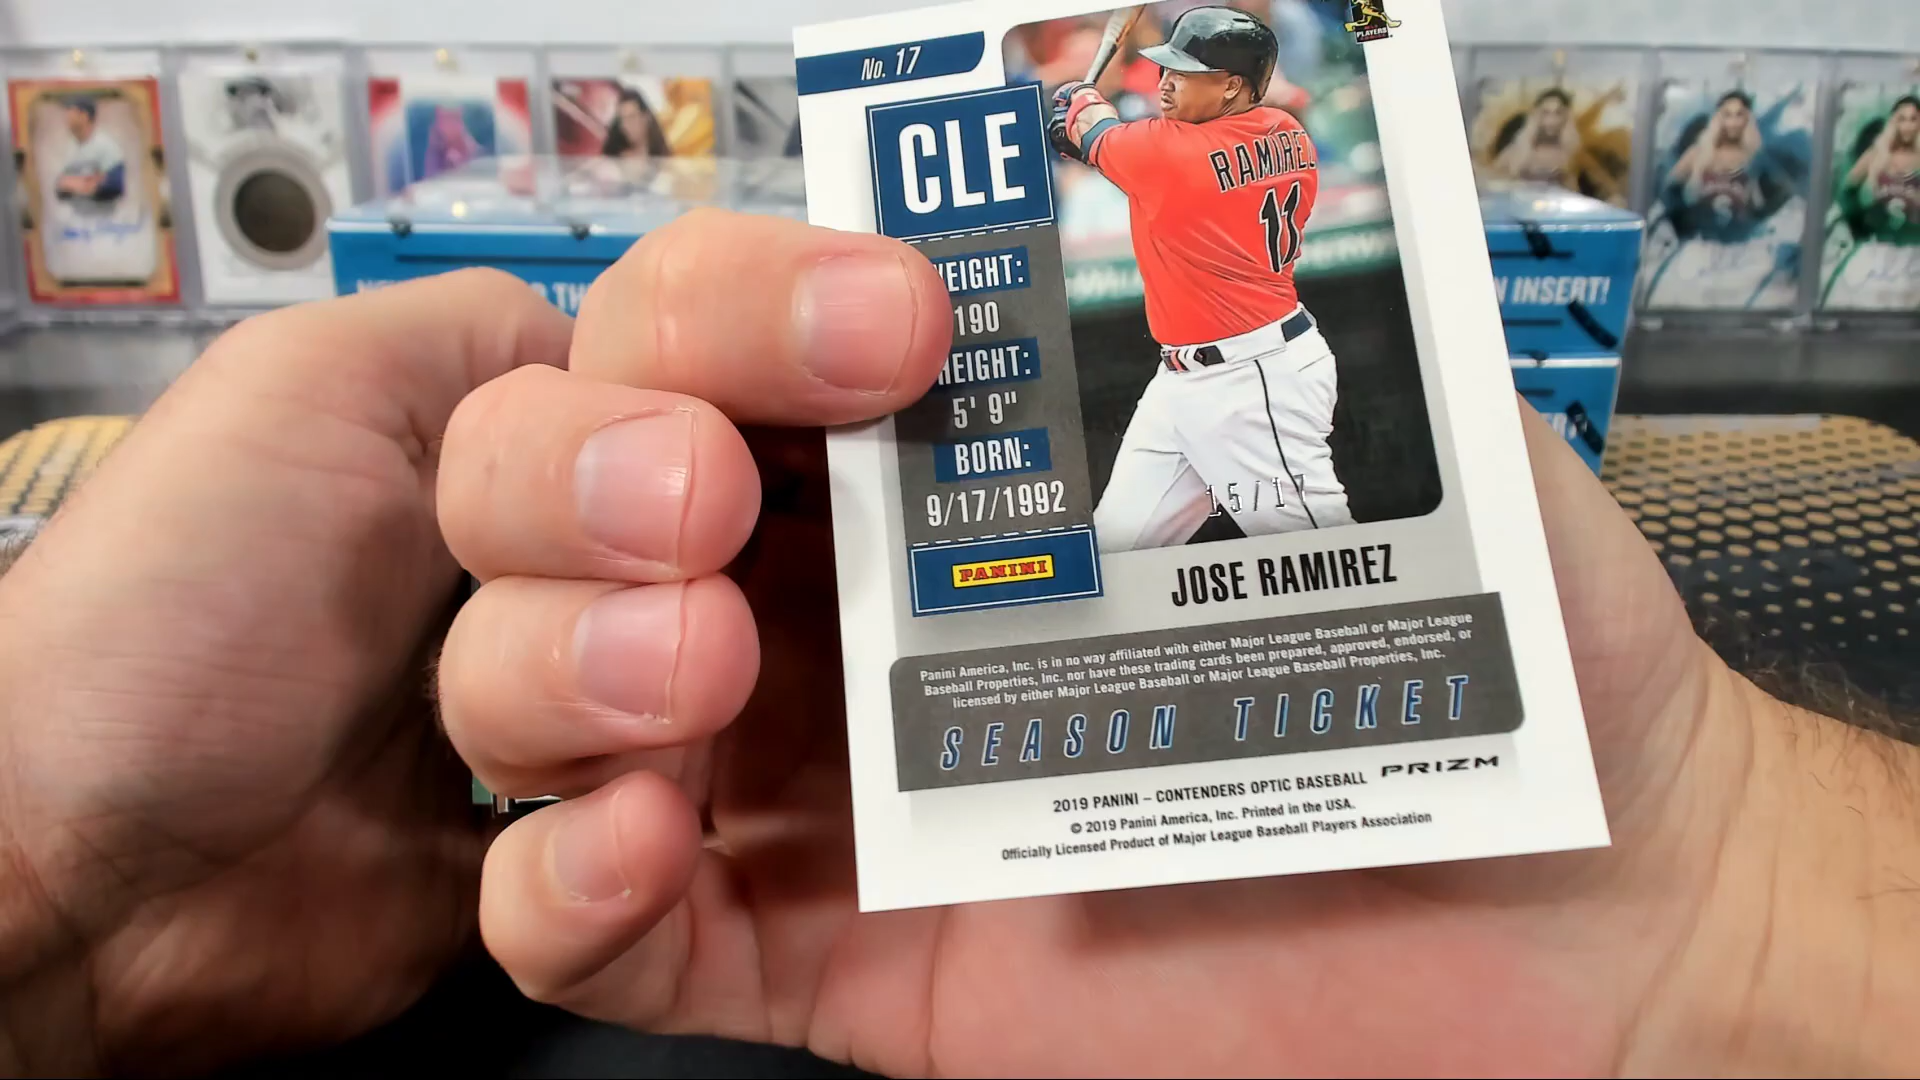 No. 17
PLAYERS
CLE
RAMIREZ
11
WEIGHT:
190
HEIGHT:
5' 9"
BORN:
9/17/1992
15/17
PANINI
JOSE RAMIREZ
Panini America, Inc. is in no way affiliated with either Major League Baseball or Major League
Baseball Properties, Inc. nor have these trading cards been prepared, approved, endorsed, or
licensed by either Major League Baseball or Major League Baseball Properties, Inc.
SEASON TICKET
2019 PANINI – CONTENDERS OPTIC BASEBALL PRIZM
© 2019 Panini America, Inc. Printed in the USA.
Officially Licensed Product of Major League Baseball Players Association
INSERT!